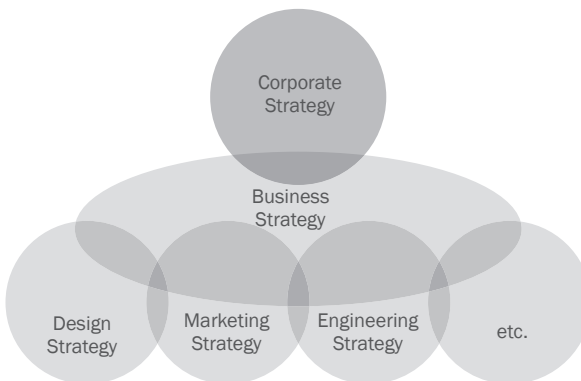 Corporate
Strategy
Business
Strategy
Design
Strategy
Marketing
Strategy
Engineering
Strategy
etc.